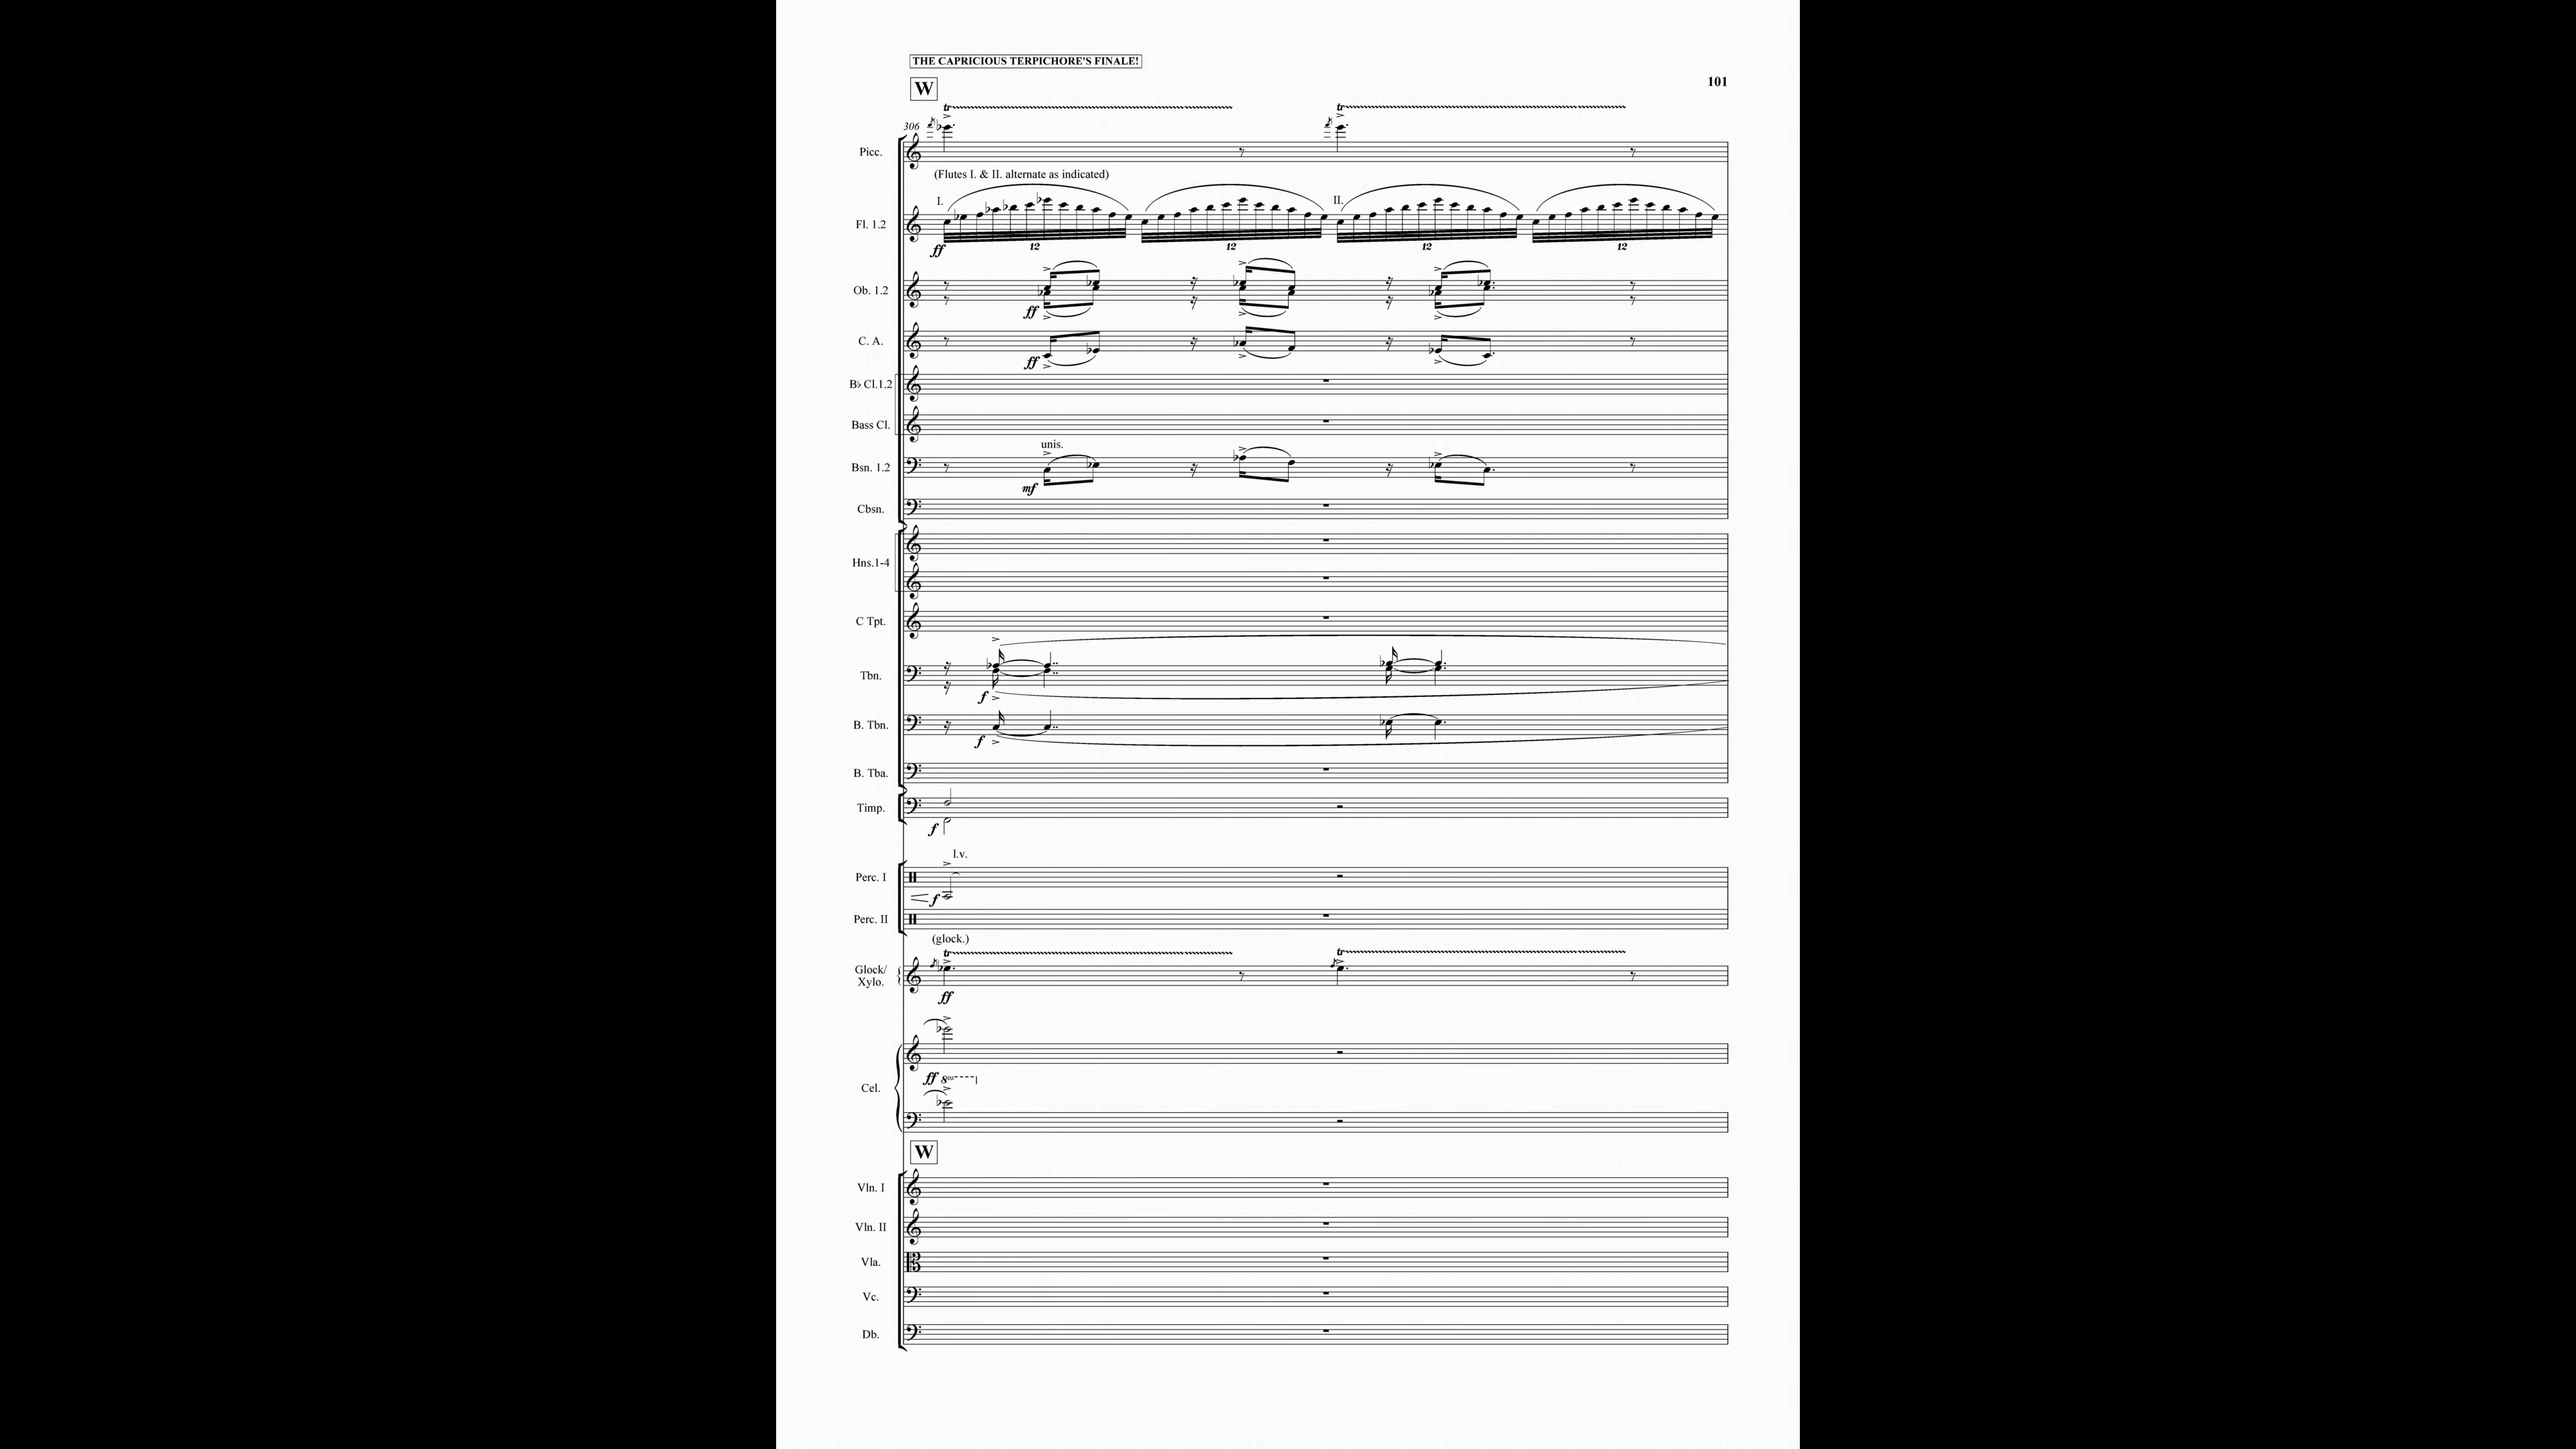 THE CAPRICIOUS TERPICHORE'S FINALE!
W
101
tr
tr
306
Picc.
(Flutes I. & II. alternate as indicated)
I.
II.
Fl. 1.2
12
12
12
12
ff
Ob. 1.2
ff
C. A.
ff
B♭ Cl.1.2
Bass Cl.
unis.
Bsn. 1.2
mf
Cbsn.
Hns.1-4
C Tpt.
Tbn.
f
B. Tbn.
f
B. Tba.
Timp.
f
l.v.
Perc. I
f
Perc. II
(glock.)
tr
tr
Glock/
Xylo.
ff
ff 8va
Cel.
W
Vln. I
Vln. II
Vla.
Vc.
Db.